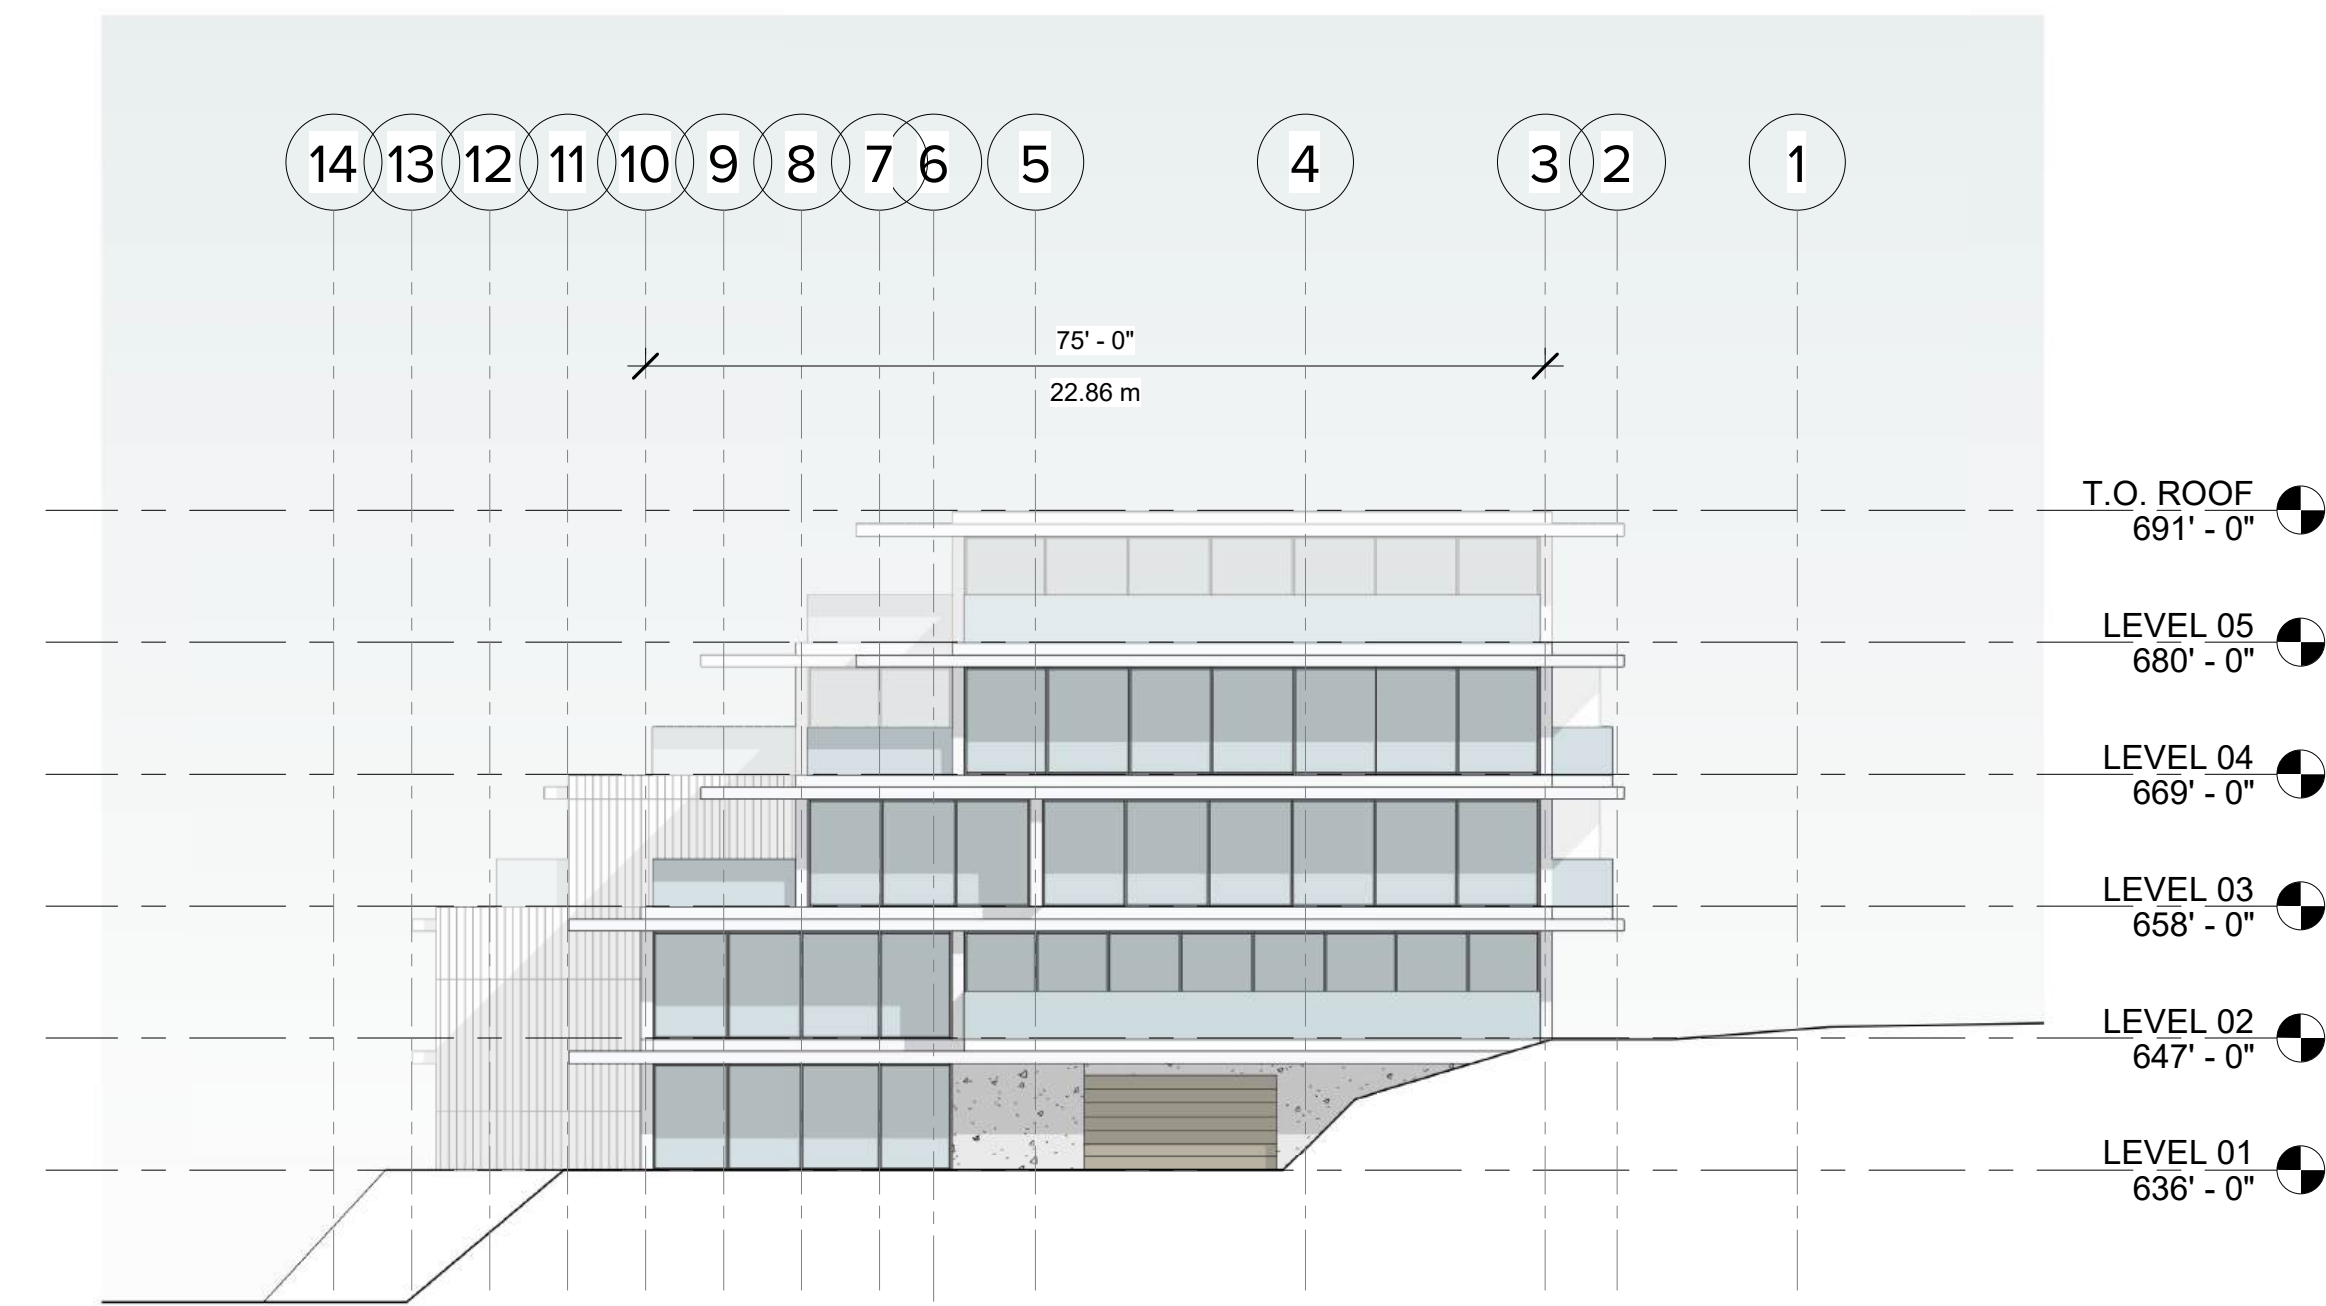 14 13 12 11 10 9 8 7 6 5 4 3 2 1
75' - 0"
22.86 m
T.O. ROOF
691' - 0"
LEVEL 05
680' - 0"
LEVEL 04
669' - 0"
LEVEL 03
658' - 0"
LEVEL 02
647' - 0"
LEVEL 01
636' - 0"